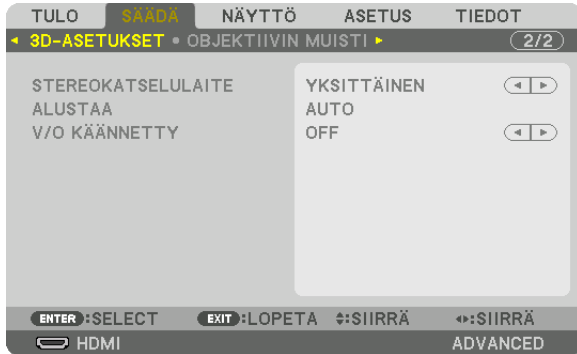 TULO SÄÄDÄ NÄYTTÖ ASETUS TIEDOT
◂ 3D-ASETUKSET • OBJEKTIIVIN MUISTI ▸ 2/2
STEREOKATSELULAITE YKSITTÄINEN
ALUSTAA AUTO
V/O KÄÄNNETTY OFF
ENTER :SELECT EXIT :LOPETA :SIIRRÄ :SIIRRÄ
HDMI ADVANCED